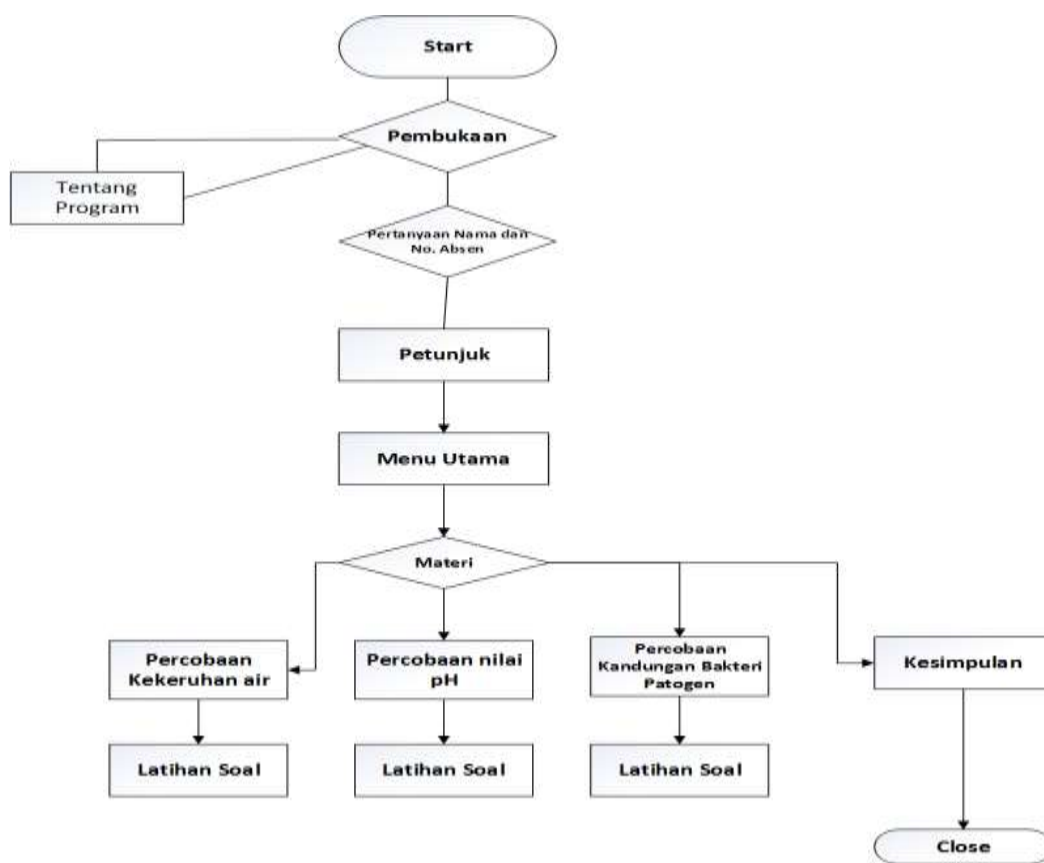 Start
Pembukaan
Tentang
Program
Pertanyaan Nama dan
No. Absen
Petunjuk
Menu Utama
Materi
Percobaan
Kekeruhan air
Percobaan nilai
pH
Percobaan
Kandungan Bakteri
Patogen
Kesimpulan
Latihan Soal
Latihan Soal
Latihan Soal
Close